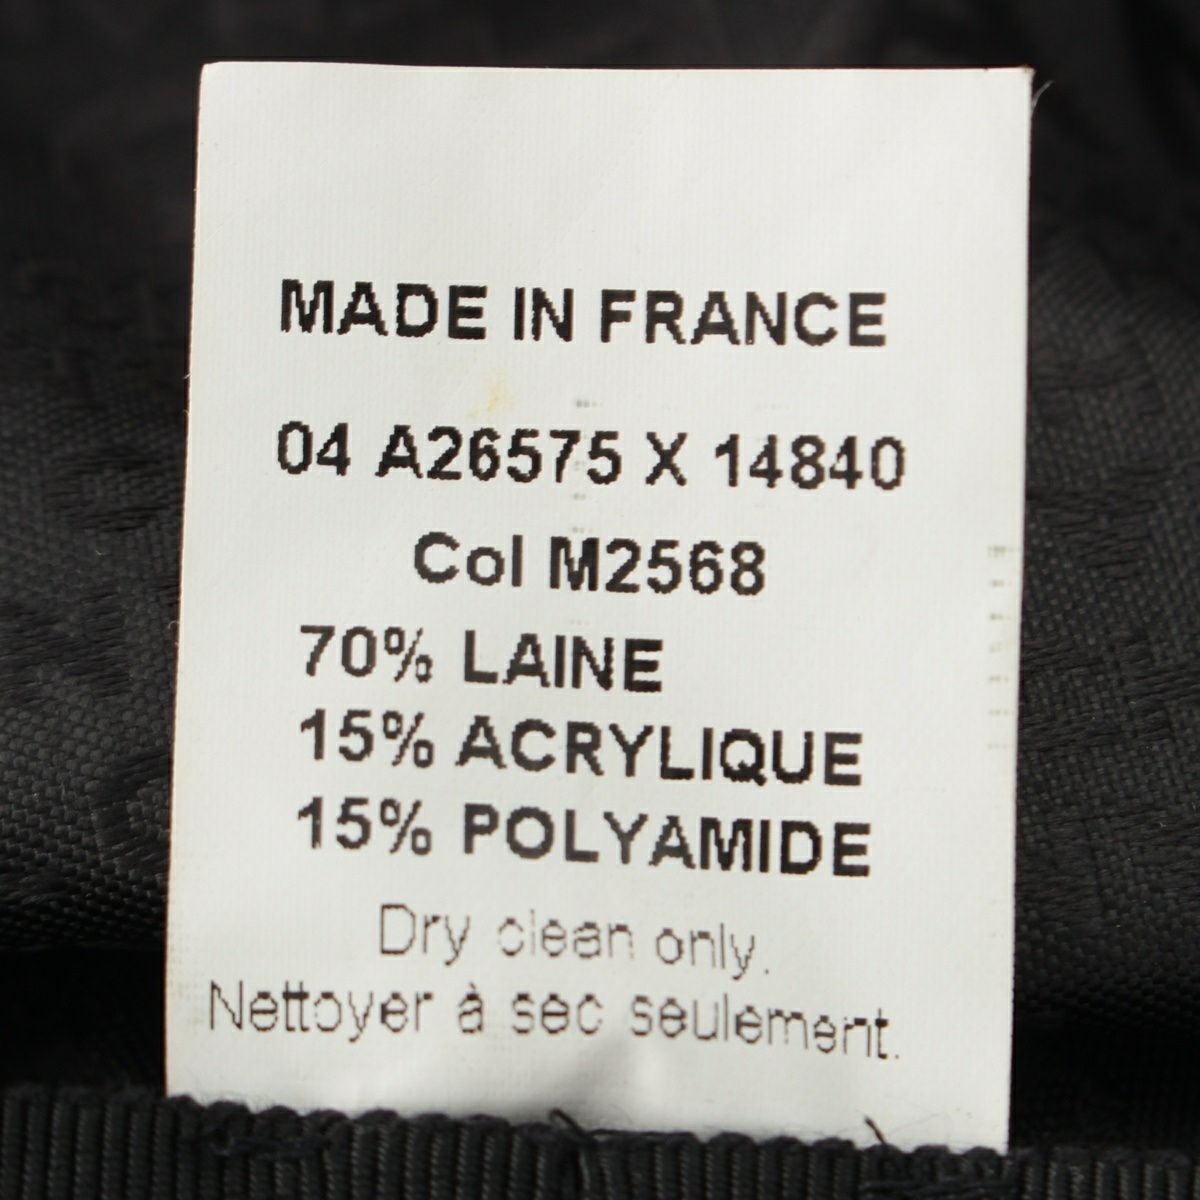 MADE IN FRANCE
04 A26575 X 14840
Col M2568
70% LAINE
15% ACRYLIQUE
15% POLYAMIDE
Dry clean only.
Nettoyer à sec seulement.